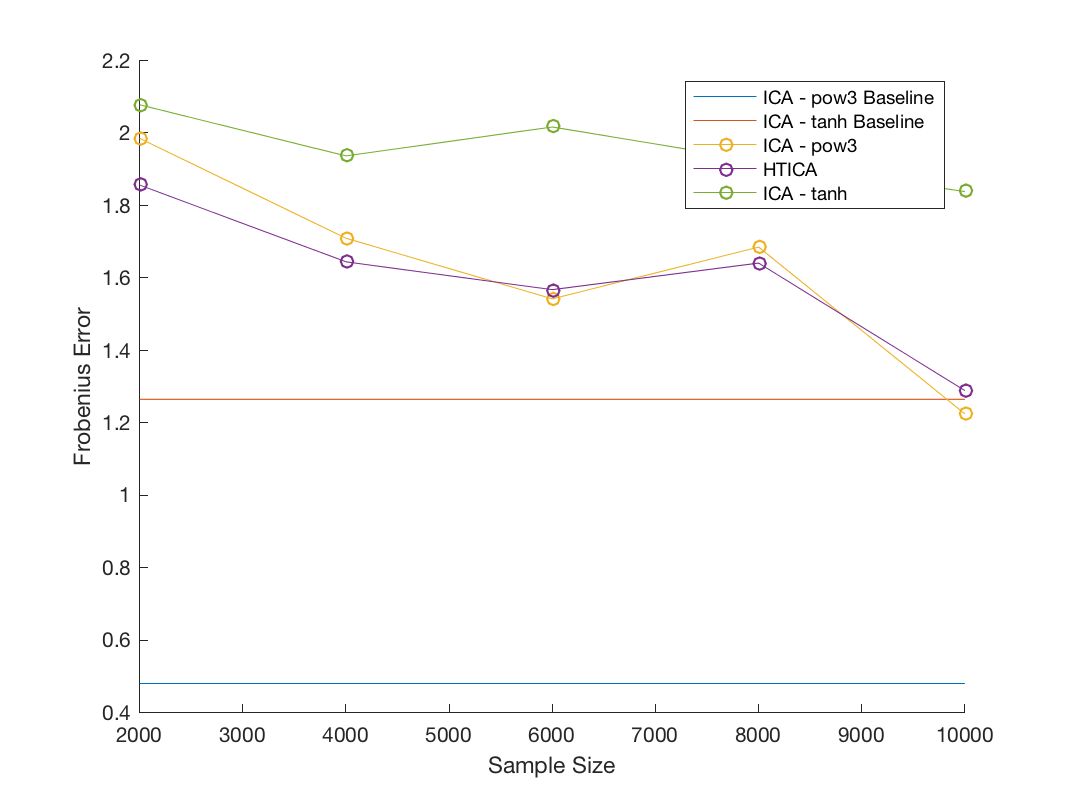 2.2
2
1.8
1.6
1.4
1.2
1
0.8
0.6
0.4
Frobenius Error
ICA - pow3 Baseline
ICA - tanh Baseline
ICA - pow3
HTICA
ICA - tanh
2000 3000 4000 5000 6000 7000 8000 9000 10000
Sample Size